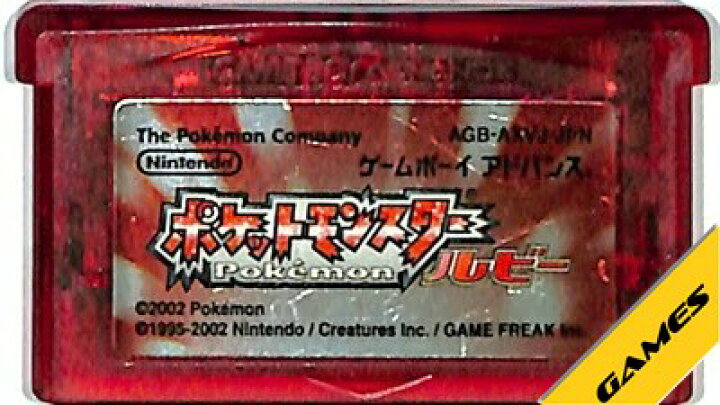 GAME BOY ADVANCE
The Pokémon Company
AGB-AXVJ-JPN
Nintendo
ゲームボーイ アドバンス
ポケットモンスター
Pokémon
ルビー
©2002 Pokémon
©1995-2002 Nintendo / Creatures Inc. / GAME FREAK inc.
GAMES